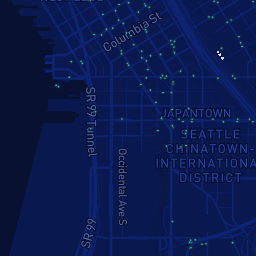 Columbia St
SR 99 Tunnel
JAPANTOWN
SEATTLE
CHINATOWN-
INTERNATIONAL
DISTRICT
Occidental Ave S
SR 99